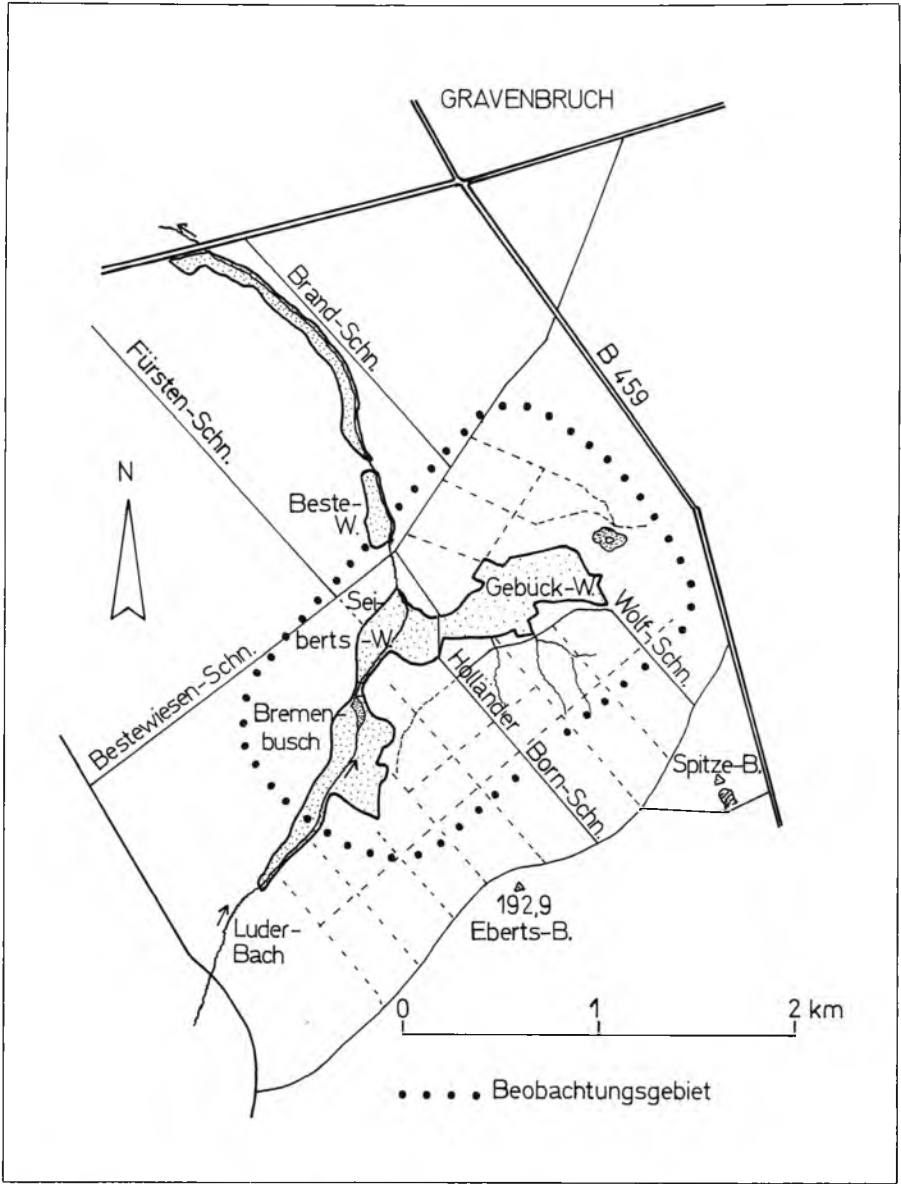 GRAVENBRUCH
Brand-Schn.
Fürsten-Schn.
B 459
N
Beste-
W.
Gebück-W.
Sei-
berts-W.
Wolf-Schn.
Bestewiesen-Schn.
Bremen-
busch
Holländer Born-Schn.
Spitze-B.
192,9
Eberts-B.
Luder-
Bach
0 1 2 km
Beobachtungsgebiet